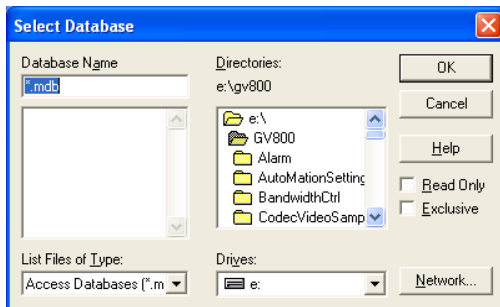 Select Database
Database Name
*.mdb
Directories:
e:\gv800
e:\
GV800
Alarm
AutoMationSetting
BandwidthCtrl
CodecVideoSamp
OK
Cancel
Help
Read Only
Exclusive
List Files of Type:
Access Databases (*.m
Drives:
e:
Network...